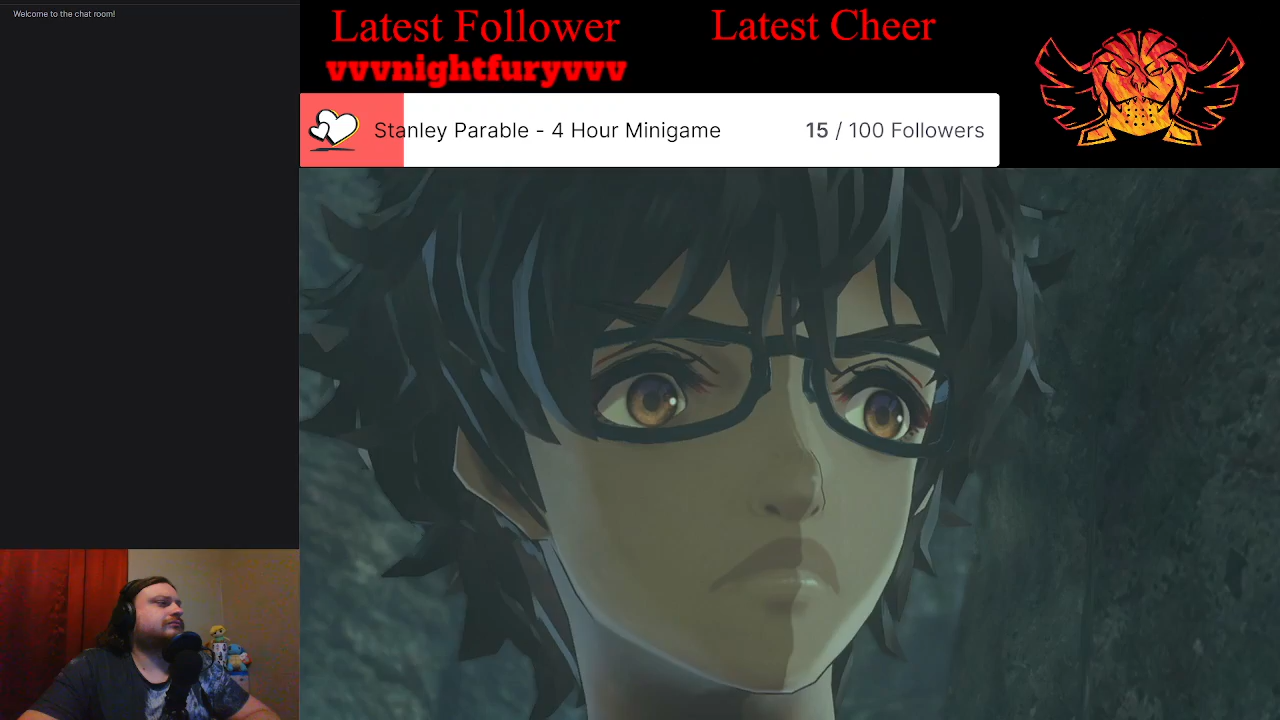 Welcome to the chat room!
Latest Follower
vvvnightfuryvvv
Latest Cheer
Stanley Parable - 4 Hour Minigame
15 / 100 Followers